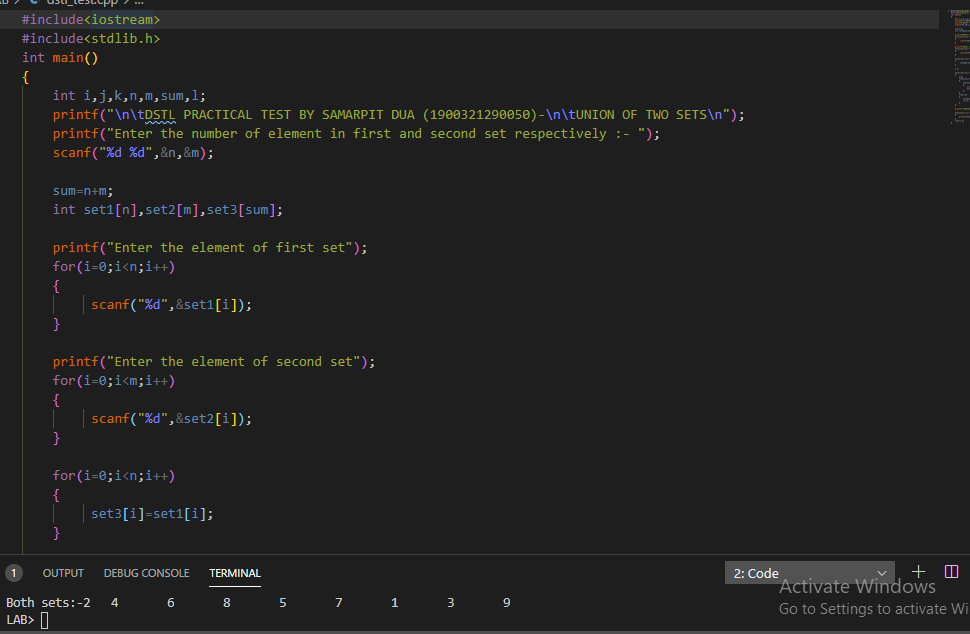 dstl_test.cpp > ...
#include<iostream>
#include<stdlib.h>
int main()
{
int i,j,k,n,m,sum,l;
printf("\n\tDSTL PRACTICAL TEST BY SAMARPIT DUA (1900321290050)-\n\tUNION OF TWO SETS\n");
printf("Enter the number of element in first and second set respectively :- ");
scanf("%d %d",&n,&m);
sum=n+m;
int set1[n],set2[m],set3[sum];
printf("Enter the element of first set");
for(i=0;i<n;i++)
{
scanf("%d",&set1[i]);
}
printf("Enter the element of second set");
for(i=0;i<m;i++)
{
scanf("%d",&set2[i]);
}
for(i=0;i<n;i++)
{
set3[i]=set1[i];
}
1 OUTPUT DEBUG CONSOLE TERMINAL 2: Code
Activate Windows
Go to Settings to activate Wi
Both sets:-2 4 6 8 5 7 1 3 9
LAB>